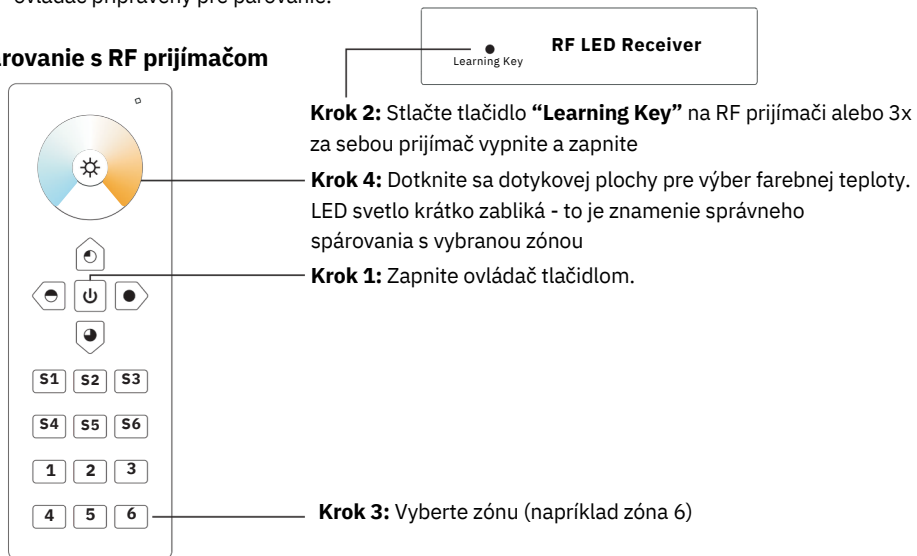 ovládač pripravený pre párovanie.
RF LED Receiver
Learning Key
rovanie s RF prijímačom
Krok 2: Stlačte tlačidlo “Learning Key” na RF prijímači alebo 3x
za sebou prijímač vypnite a zapnite
Krok 4: Dotknite sa dotykovej plochy pre výber farebnej teploty.
LED svetlo krátko zabliká - to je znamenie správneho
spárovania s vybranou zónou
Krok 1: Zapnite ovládač tlačidlom.
S1 S2 S3
S4 S5 S6
1 2 3
4 5 6
Krok 3: Vyberte zónu (napríklad zóna 6)